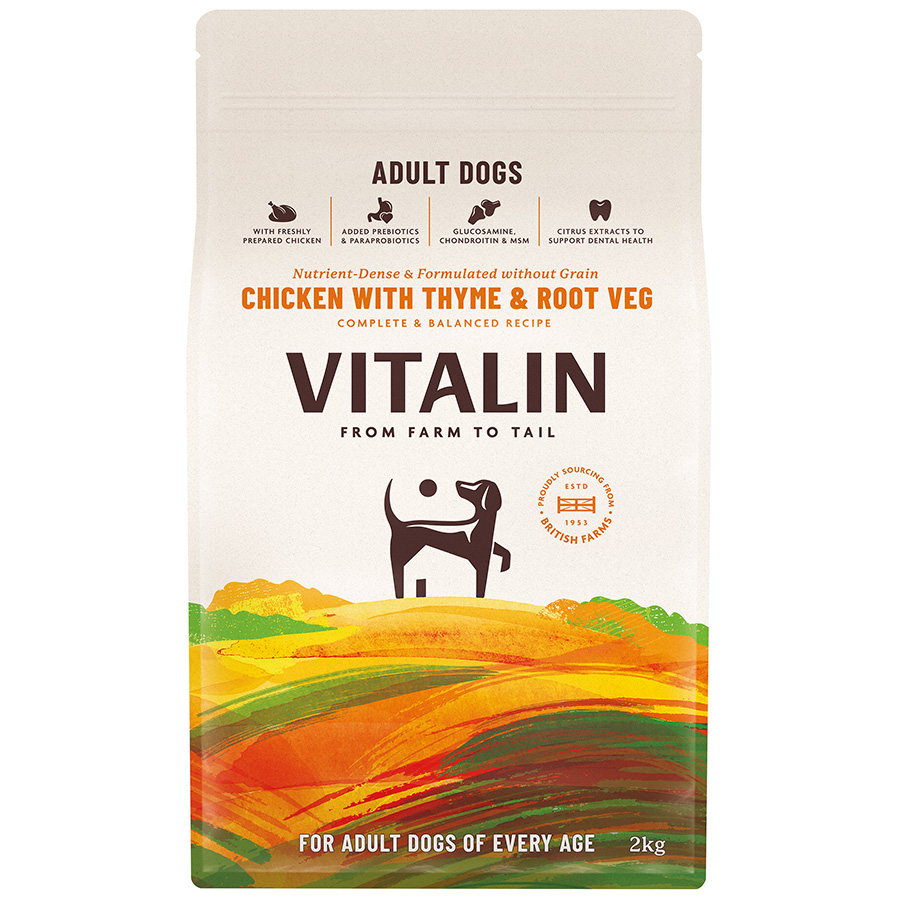 ADULT DOGS
WITH FRESHLY
PREPARED CHICKEN
ADDED PREBIOTICS
& PARAPROBIOTICS
GLUCOSAMINE,
CHONDROITIN & MSM
CITRUS EXTRACTS TO
SUPPORT DENTAL HEALTH
Nutrient-Dense & Formulated without Grain
CHICKEN WITH THYME & ROOT VEG
COMPLETE & BALANCED RECIPE
VITALIN
FROM FARM TO TAIL
PROUDLY SOURCING FROM
ESTD
1953
BRITISH FARMS
FOR ADULT DOGS OF EVERY AGE
2kg